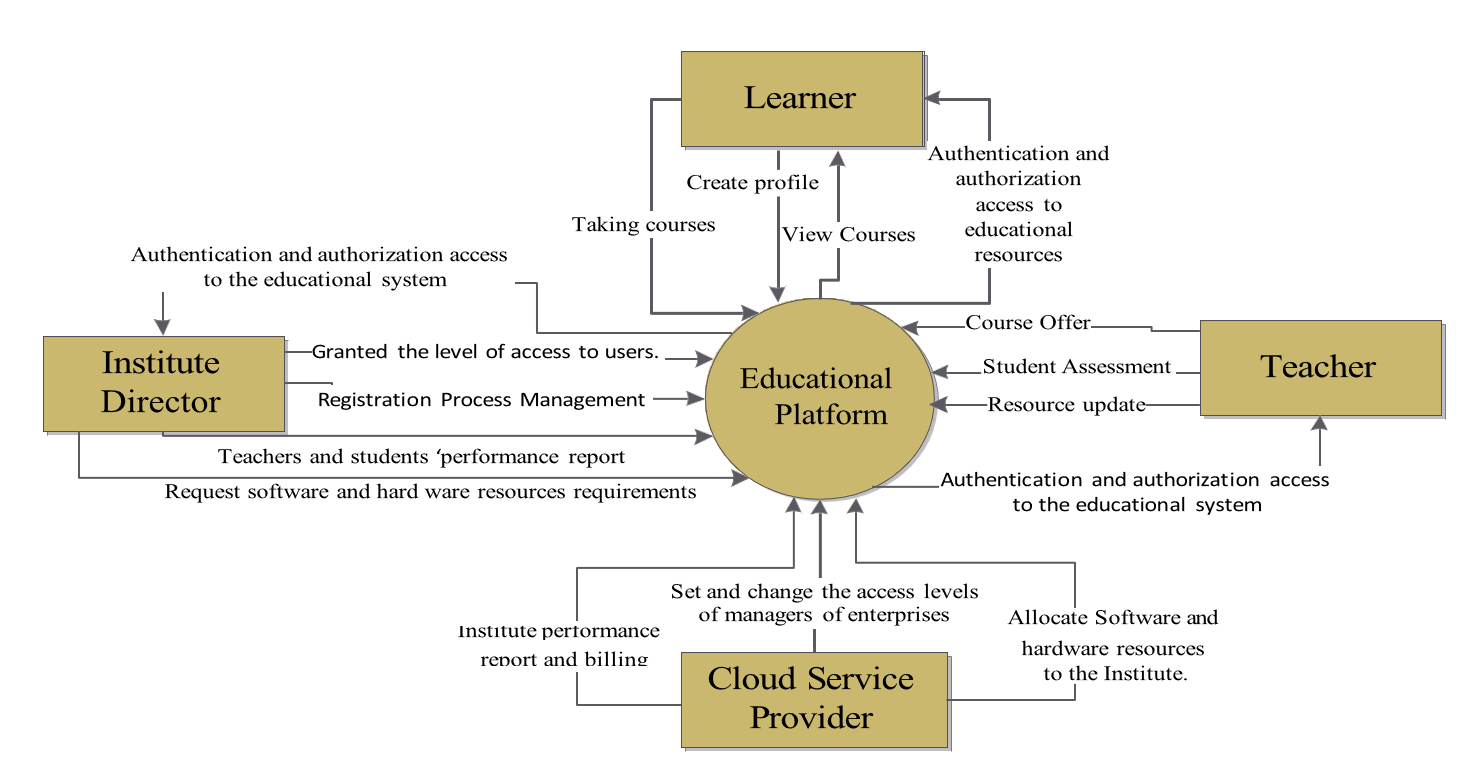 Learner
Authentication and
authorization
access to
educational
resources
Create profile
Taking courses
View Courses
Authentication and authorization access
to the educational system
Course Offer
Institute
Director
Granted the level of access to users.
Registration Process Management
Educational
Platform
Student Assessment
Resource update
Teacher
Teachers and students ‘performance report
Request software and hard ware resources requirements
Authentication and authorization access
to the educational system
Set and change the access levels
of managers of enterprises
Institute performance
report and billing
Allocate Software and
hardware resources
to the Institute.
Cloud Service
Provider